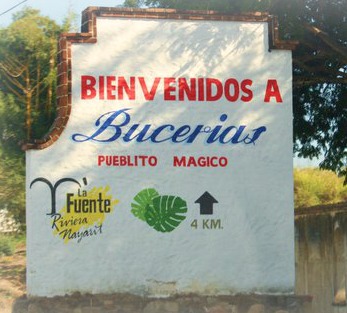 BIENVENIDOS A
Bucerias
PUEBLITO MAGICO
La
Fuente
Riviera
Nayarit
4 KM.